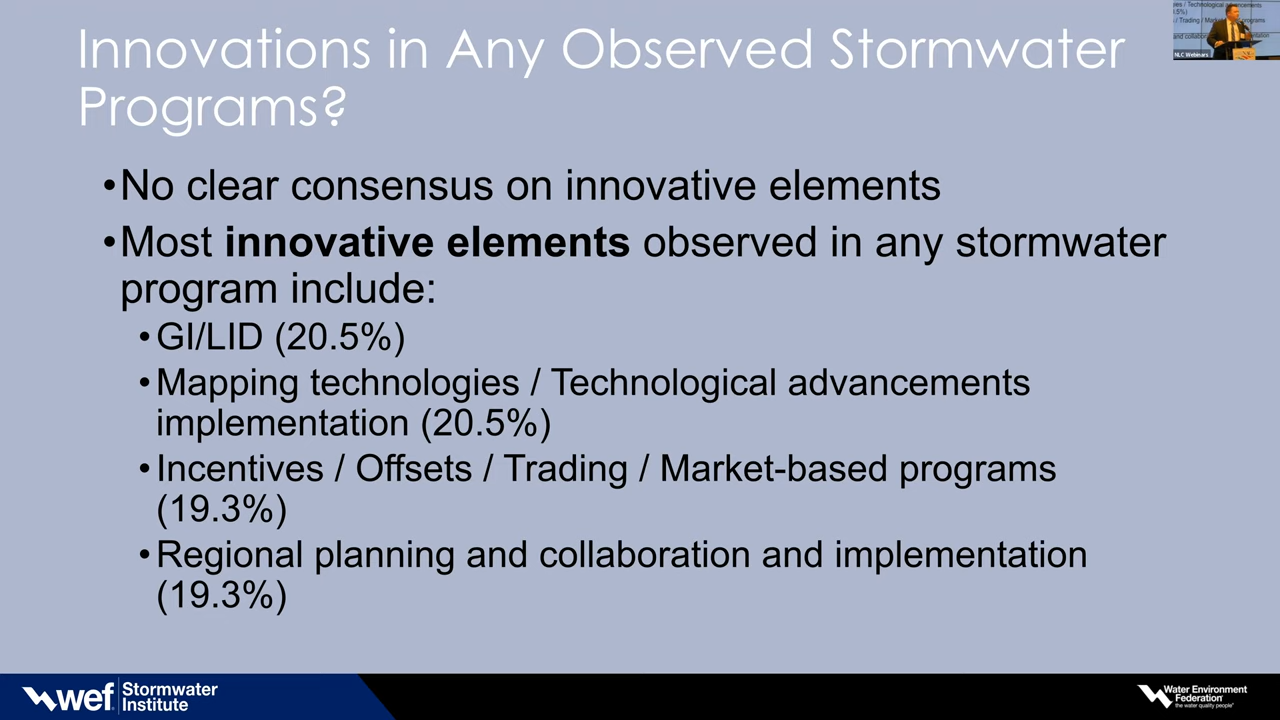 Innovations in Any Observed Stormwater
Programs?
•No clear consensus on innovative elements
•Most innovative elements observed in any stormwater
program include:
•GI/LID (20.5%)
•Mapping technologies / Technological advancements
implementation (20.5%)
•Incentives / Offsets / Trading / Market-based programs
(19.3%)
•Regional planning and collaboration and implementation
(19.3%)
NLC Webinars
wef Stormwater
Institute
Water Environment
Federation
the water quality people®